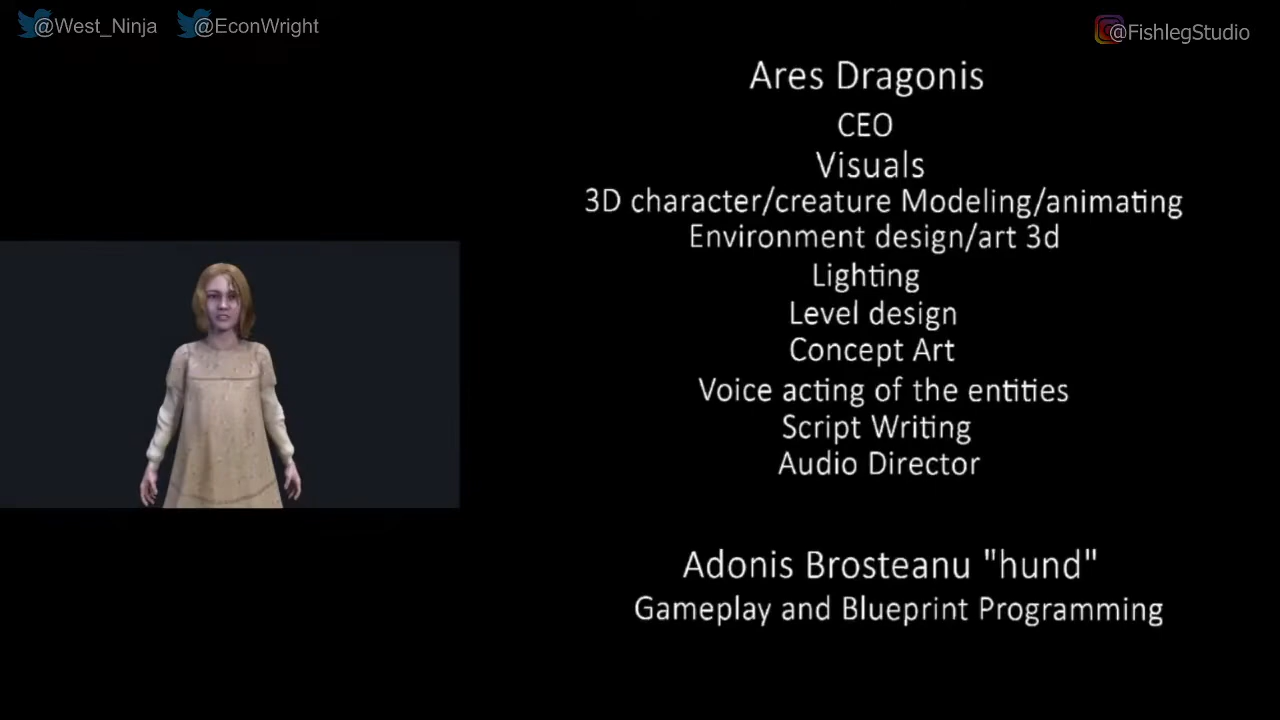 @West_Ninja @EconWright @FishlegStudio
Ares Dragonis
CEO
Visuals
3D character/creature Modeling/animating
Environment design/art 3d
Lighting
Level design
Concept Art
Voice acting of the entities
Script Writing
Audio Director
Adonis Brosteanu "hund"
Gameplay and Blueprint Programming